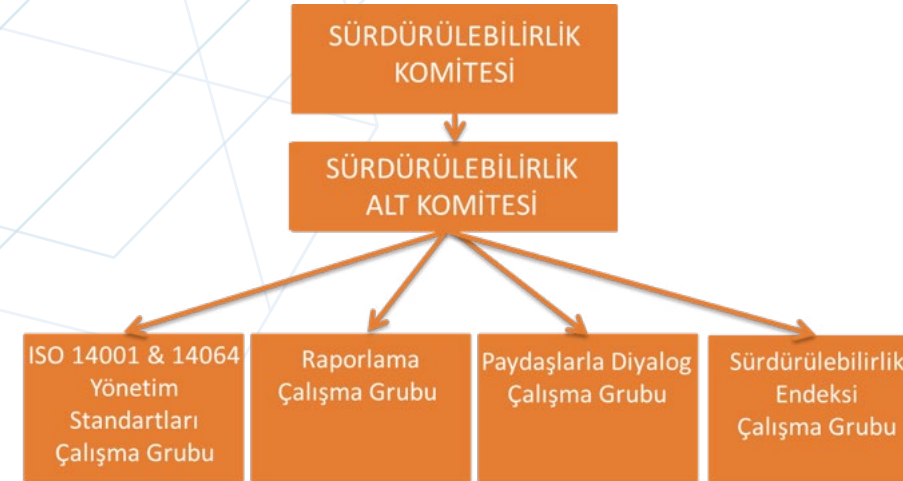 SÜRDÜRÜLEBİLİRLİK
KOMİTESİ
SÜRDÜRÜLEBİLİRLİK
ALT KOMİTESİ
ISO 14001 & 14064
Yönetim
Standartları
Çalışma Grubu
Raporlama
Çalışma Grubu
Paydaşlarla Diyalog
Çalışma Grubu
Sürdürülebilirlik
Endeksi
Çalışma Grubu